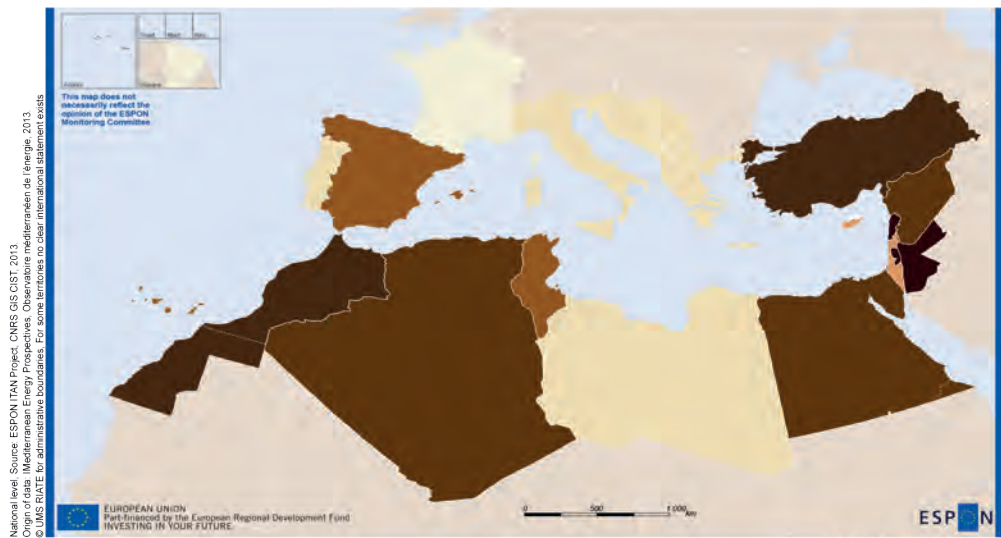 This map does not
necessarily reflect the
opinion of the ESPON
Monitoring Committee
National level. Source: ESPON ITAN Project, CNRS GIS CIST, 2013.
Origin of data: IMediterranean Energy Prospectives, Observatoire méditerranéen de l'énergie, 2013.
© UMS RIATE for administrative boundaries. For some territories no clear international statement exists
EUROPEAN UNION
Part-financed by the European Regional Development Fund
INVESTING IN YOUR FUTURE
0 500 1 000
km
ESPON